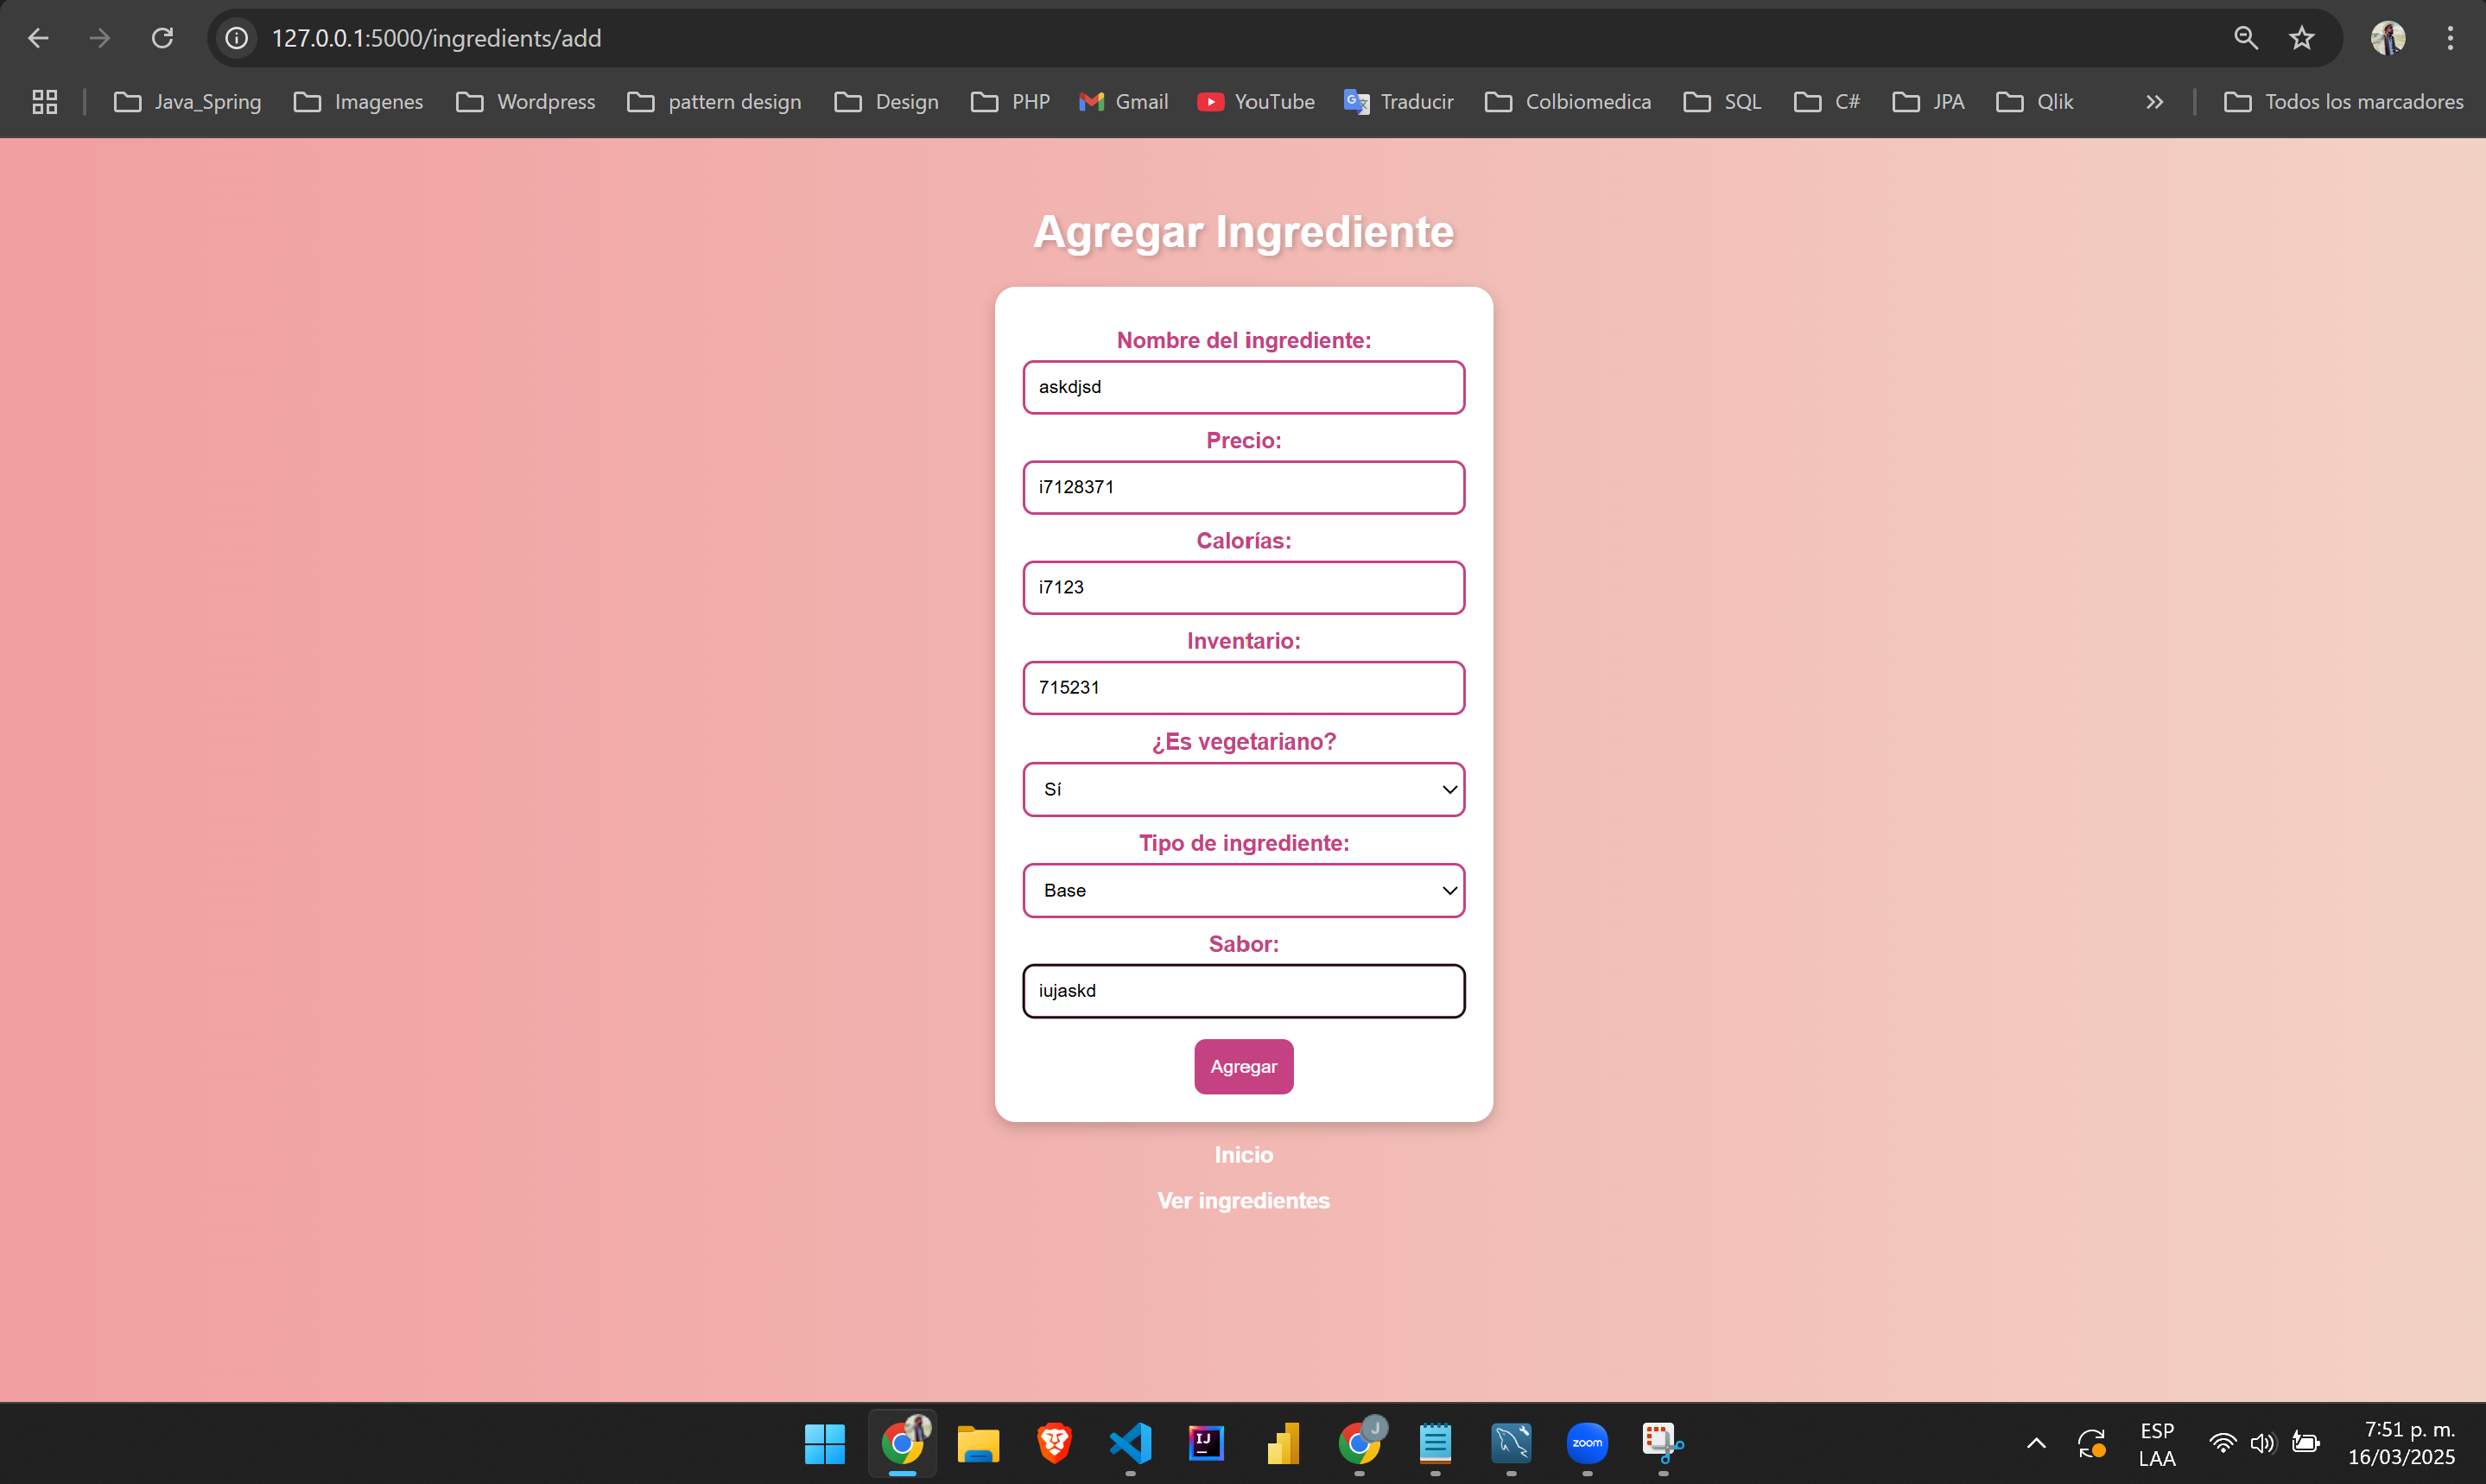 127.0.0.1:5000/ingredients/add
Java_Spring Imagenes Wordpress pattern design Design PHP Gmail YouTube Traducir Colbiomedica SQL C# JPA Qlik Todos los marcadores
Agregar Ingrediente
Nombre del ingrediente:
askdjsd
Precio:
i7128371
Calorías:
i7123
Inventario:
715231
¿Es vegetariano?
Sí
Tipo de ingrediente:
Base
Sabor:
iujaskd
Agregar
Inicio
Ver ingredientes
IJ
J
zoom
ESP
LAA
7:51 p. m.
16/03/2025